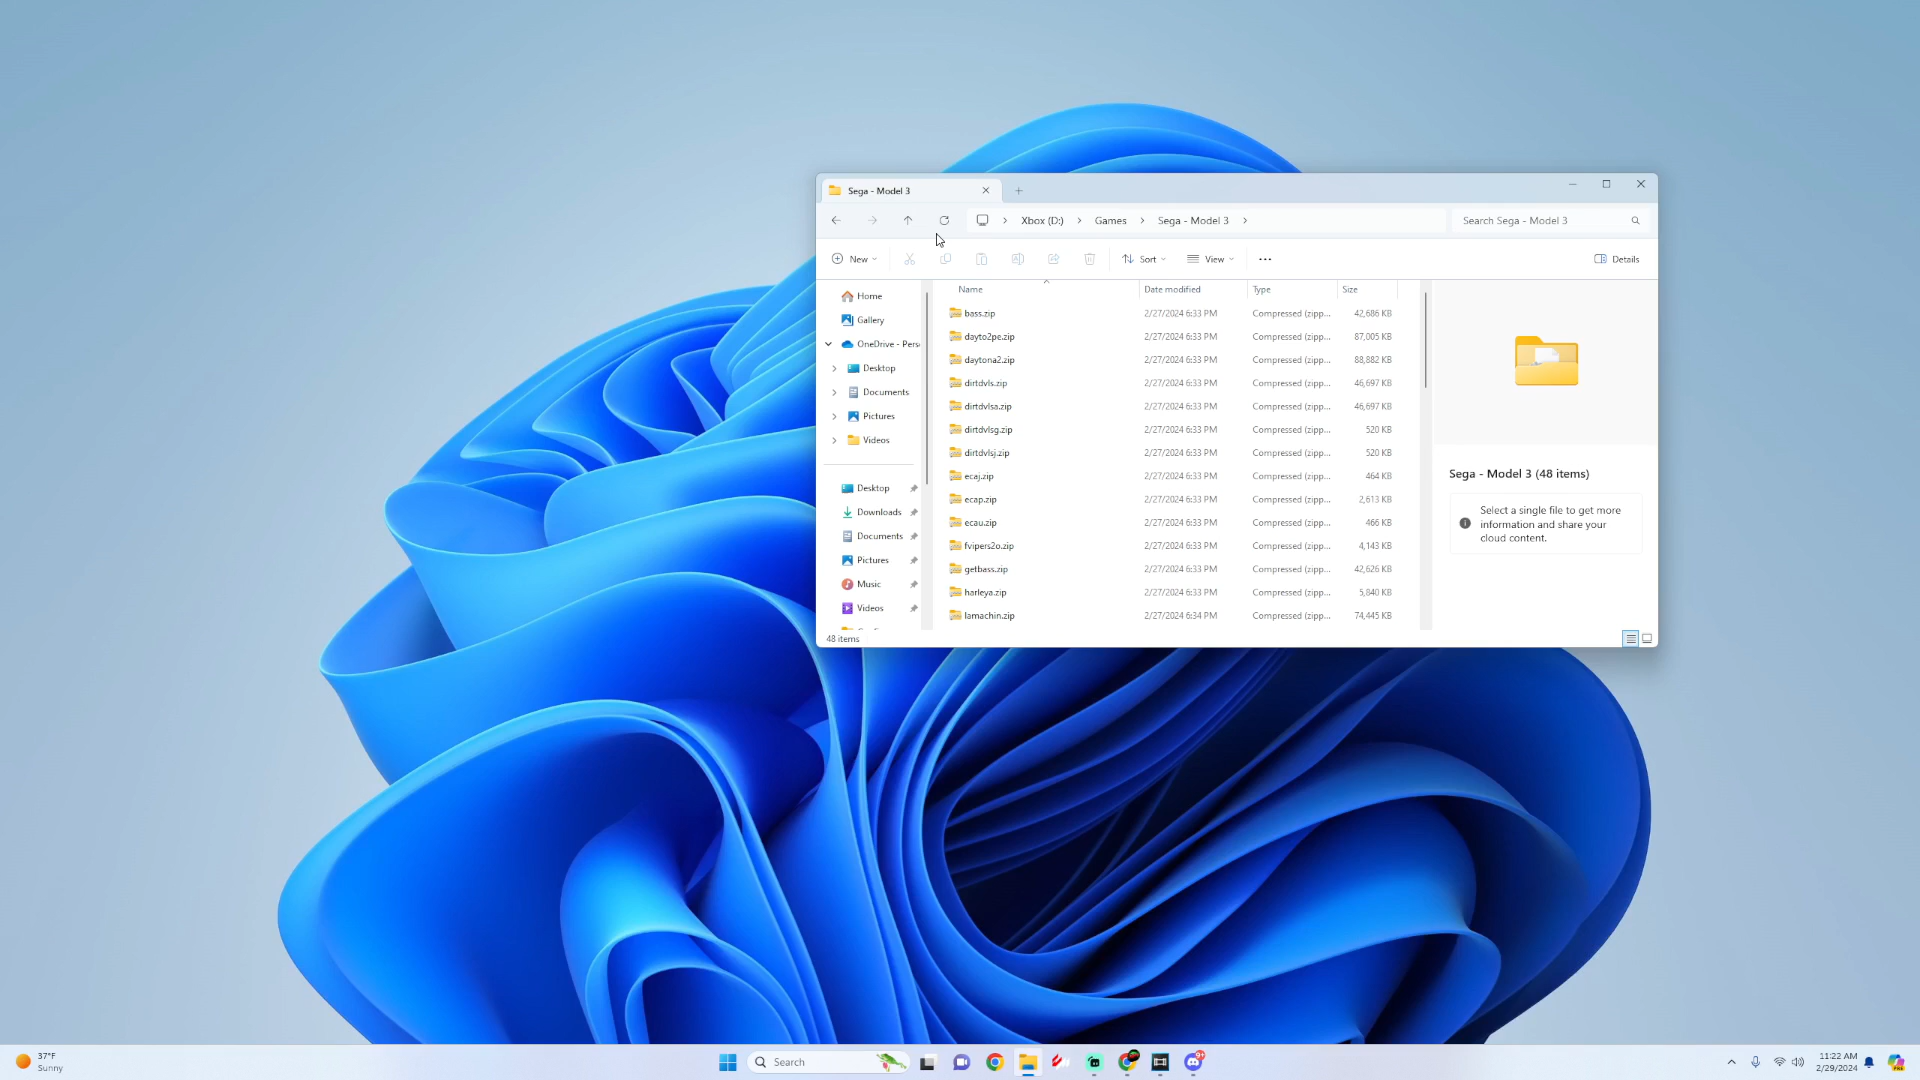 Sega - Model 3
Xbox (D:) > Games > Sega - Model 3 >
Search Sega - Model 3
New
Sort
View
Details
Home
Gallery
OneDrive - Pers
Desktop
Documents
Pictures
Videos
Desktop
Downloads
Documents
Pictures
Music
Videos
Name Date modified Type Size
bass.zip 2/27/2024 6:33 PM Compressed (zipp... 42,686 KB
dayto2pe.zip 2/27/2024 6:33 PM Compressed (zipp... 87,005 KB
daytona2.zip 2/27/2024 6:33 PM Compressed (zipp... 88,882 KB
dirtdvls.zip 2/27/2024 6:33 PM Compressed (zipp... 46,697 KB
dirtdvlsa.zip 2/27/2024 6:33 PM Compressed (zipp... 46,697 KB
dirtdvlsg.zip 2/27/2024 6:33 PM Compressed (zipp... 520 KB
dirtdvlsj.zip 2/27/2024 6:33 PM Compressed (zipp... 520 KB
ecaj.zip 2/27/2024 6:33 PM Compressed (zipp... 464 KB
ecap.zip 2/27/2024 6:33 PM Compressed (zipp... 2,613 KB
ecau.zip 2/27/2024 6:33 PM Compressed (zipp... 466 KB
fvipers2o.zip 2/27/2024 6:33 PM Compressed (zipp... 4,143 KB
getbass.zip 2/27/2024 6:33 PM Compressed (zipp... 42,626 KB
harleya.zip 2/27/2024 6:33 PM Compressed (zipp... 5,840 KB
lamachin.zip 2/27/2024 6:34 PM Compressed (zipp... 74,445 KB
Sega - Model 3 (48 items)
Select a single file to get more
information and share your
cloud content.
48 items
37°F
Sunny
Search
9+
11:22 AM
2/29/2024
PRE